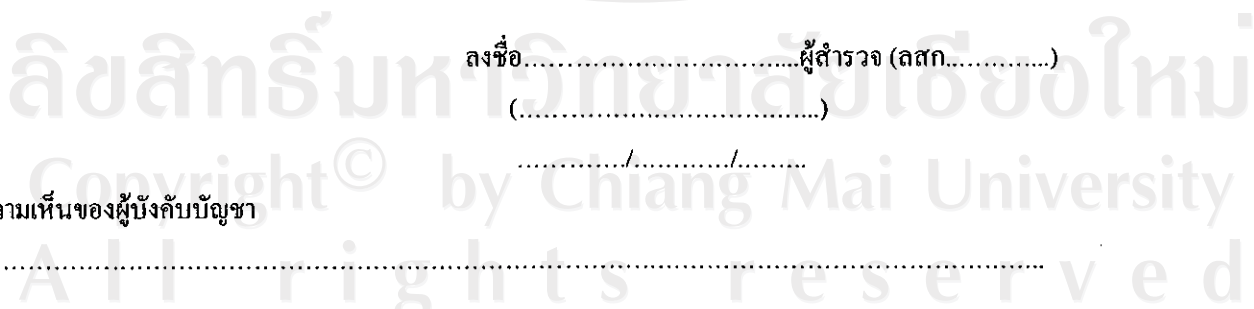 ลงชื่อ................................ผู้สำรวจ (ลสก.............)
(...................................)
............./............/.........
ลิขสิทธิ์มหาวิทยาลัยเชียงใหม่
Copyright© by Chiang Mai University
วามเห็นของผู้บังคับบัญชา
....................................................................................................................
All rights reserved